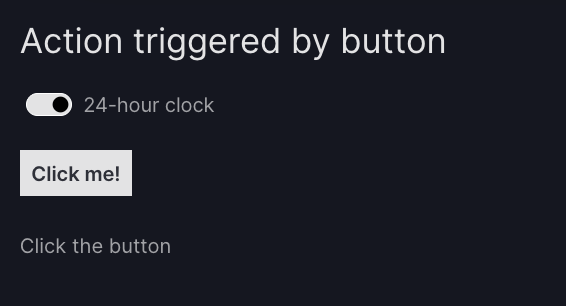 Action triggered by button
24-hour clock
Click me!
Click the button